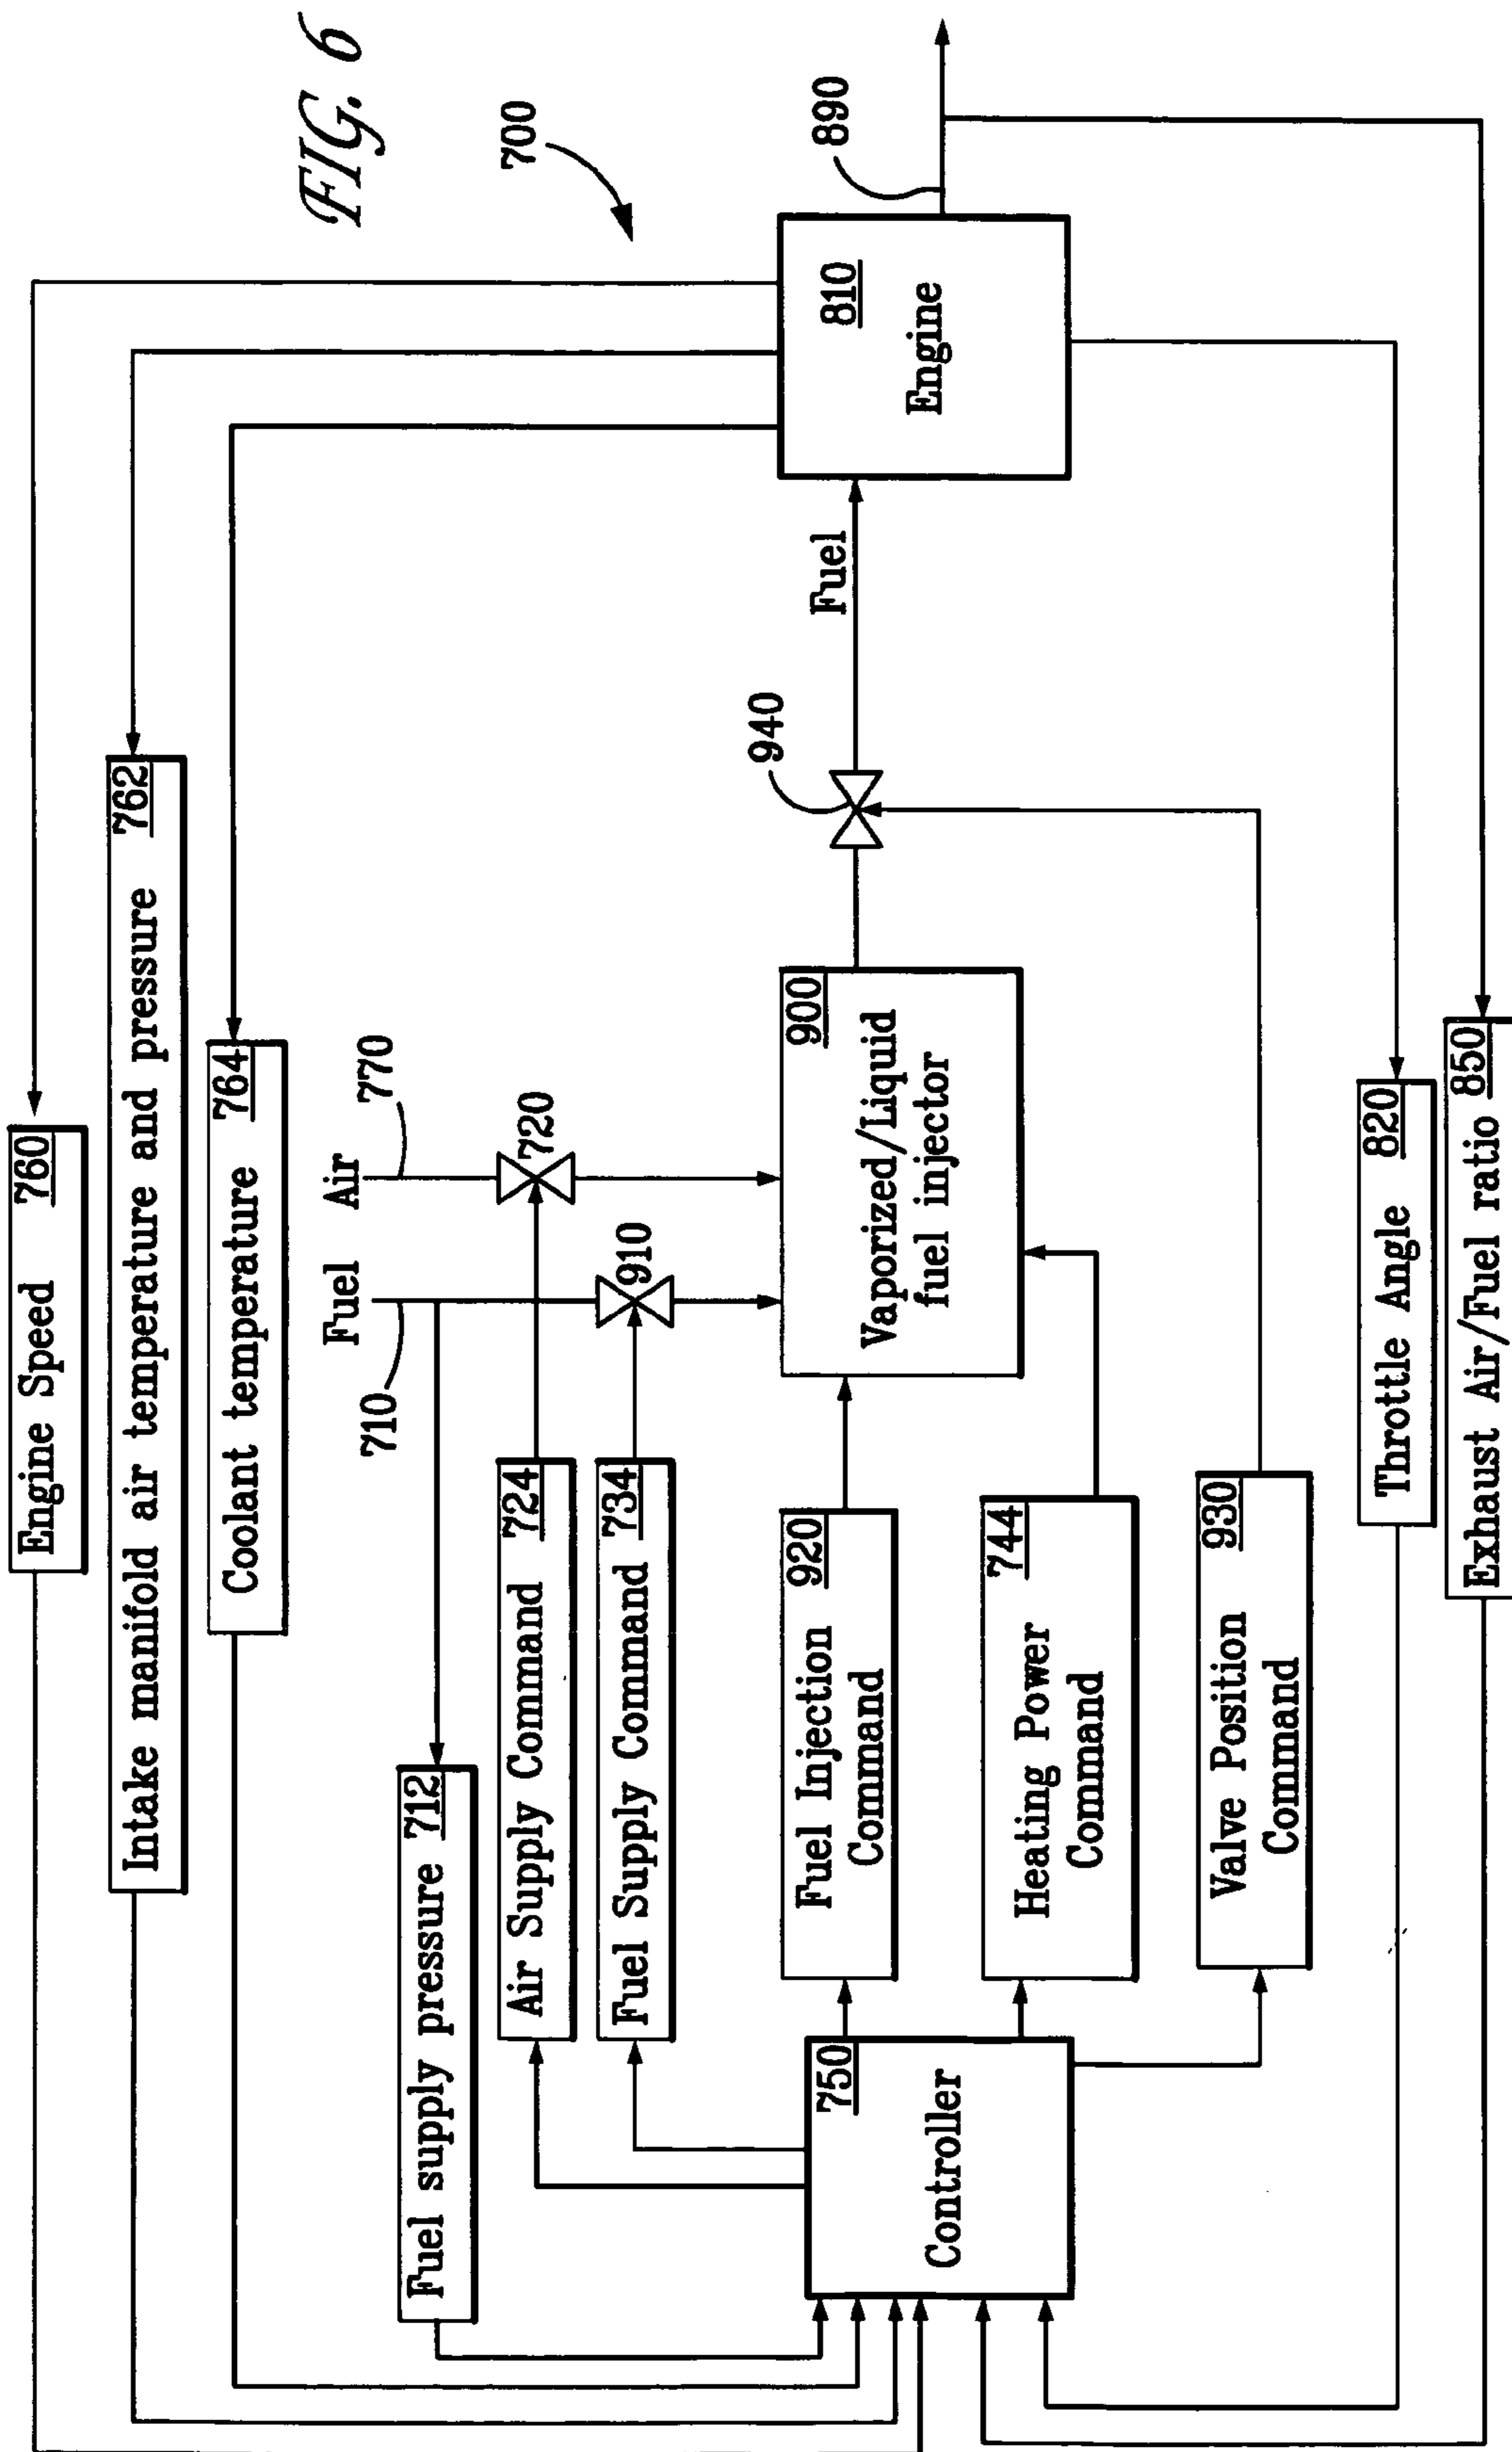 FIG. 6
700
Engine Speed 760
Intake manifold air temperature and pressure 762
Coolant temperature 764
Fuel
Air
710
770
Fuel supply pressure 712
Air Supply Command 724
720
Fuel Supply Command 734
910
Controller
750
Fuel Injection
Command
920
Vaporized/Liquid
fuel injector
900
940
Fuel
810
Engine
890
Heating Power
Command
744
Valve Position
Command
930
Throttle Angle 820
Exhaust Air/Fuel ratio 850